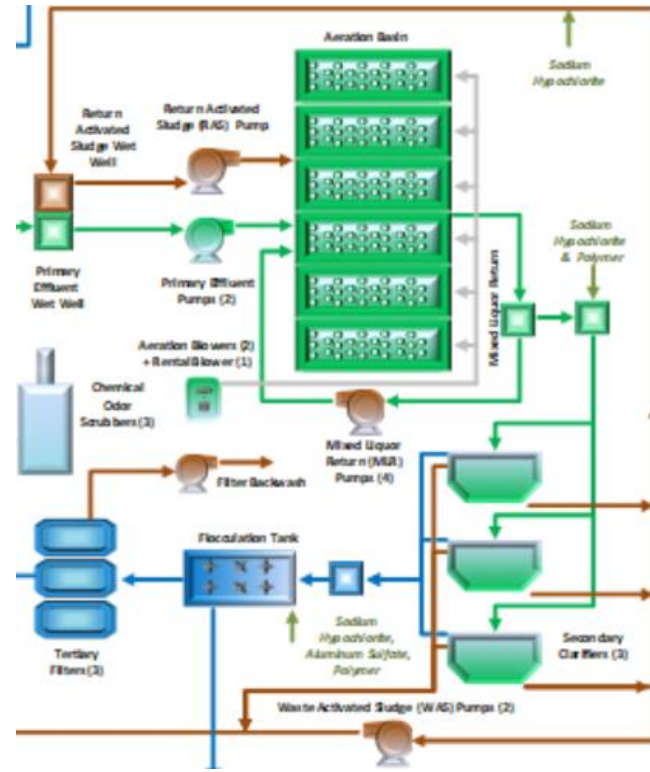 Aeration Basin
Sodium
Hypochlorite
Return
Activated
Sludge Wet
Well
Return Activated
Sludge (RAS) Pump
Sodium
Hypochlorite
& Polymer
Primary
Effluent
Wet Well
Primary Effluent
Pumps (2)
Mixed Liquor Return
Aeration Blowers (2)
+ Rental Blower (1)
Chemical
Odor
Scrubbers (3)
Mixed Liquor
Return (MLR)
Pumps (4)
Filter Backwash
Flocculation Tank
Sodium
Hypochlorite,
Aluminum Sulfate,
Polymer
Secondary
Clarifiers (3)
Tertiary
Filters (3)
Waste Activated Sludge (WAS) Pumps (2)